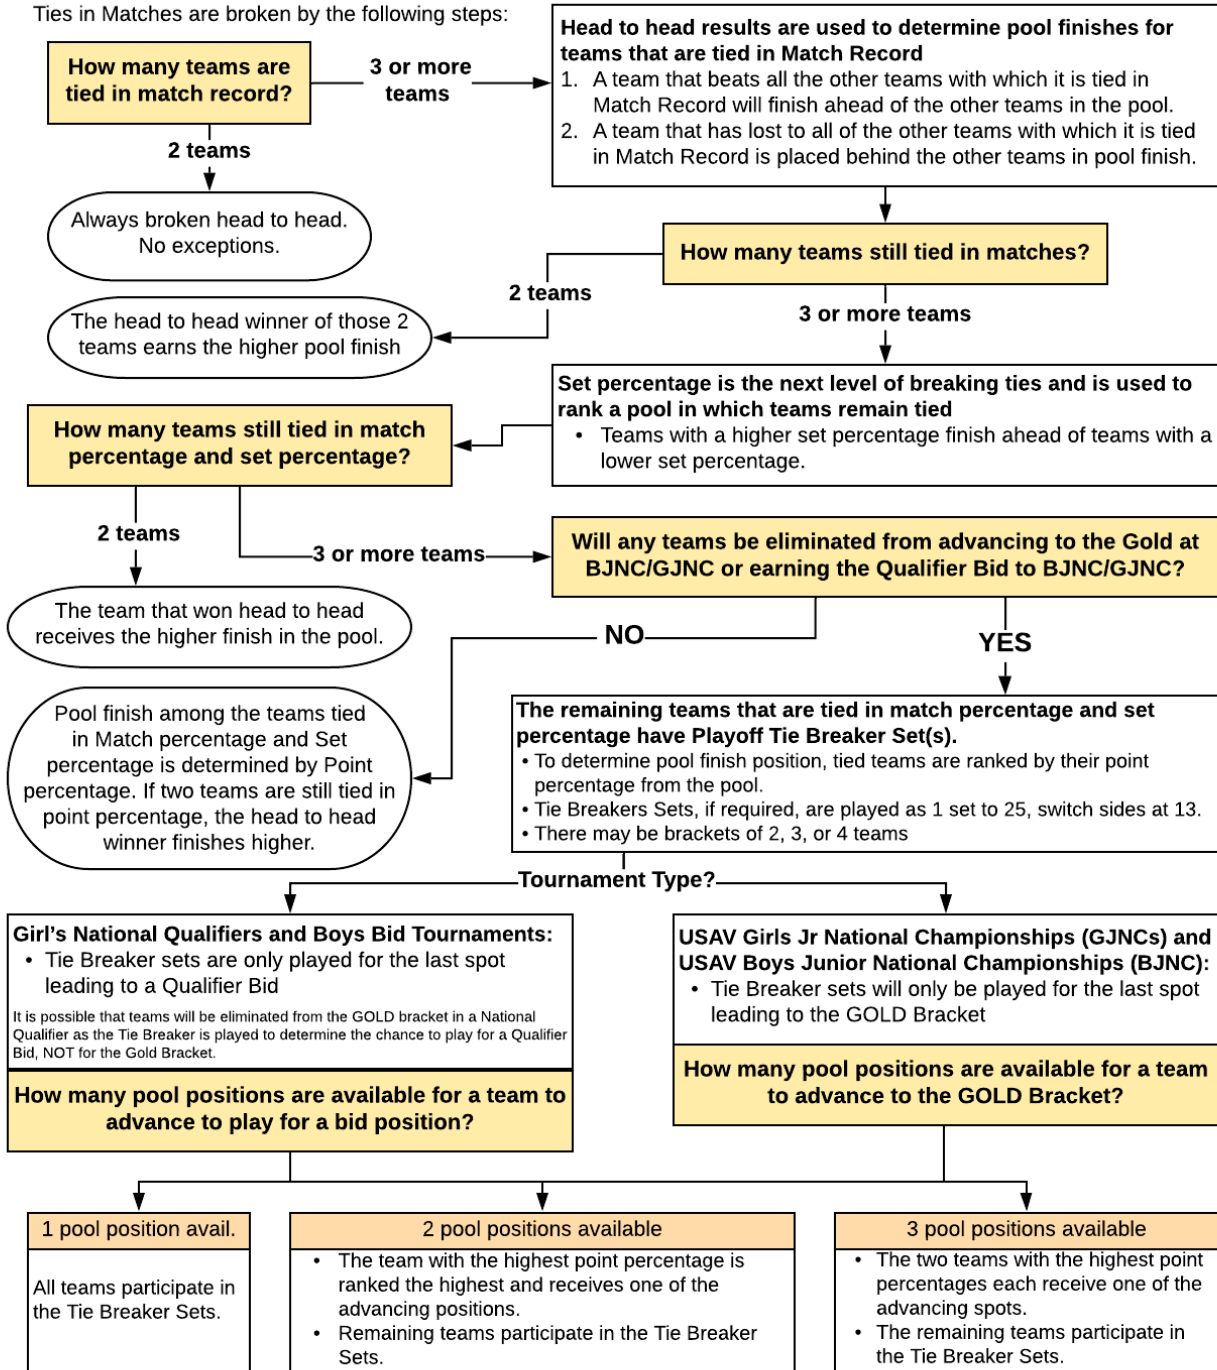 Ties in Matches are broken by the following steps:
How many teams are
tied in match record?
3 or more
teams
Head to head results are used to determine pool finishes for
teams that are tied in Match Record
1. A team that beats all the other teams with which it is tied in
Match Record will finish ahead of the other teams in the pool.
2. A team that has lost to all of the other teams with which it is tied
in Match Record is placed behind the other teams in pool finish.
2 teams
Always broken head to head.
No exceptions.
How many teams still tied in matches?
2 teams
3 or more teams
The head to head winner of those 2
teams earns the higher pool finish
Set percentage is the next level of breaking ties and is used to
rank a pool in which teams remain tied
• Teams with a higher set percentage finish ahead of teams with a
lower set percentage.
How many teams still tied in match
percentage and set percentage?
2 teams
3 or more teams
Will any teams be eliminated from advancing to the Gold at
BJNC/GJNC or earning the Qualifier Bid to BJNC/GJNC?
The team that won head to head
receives the higher finish in the pool.
NO
YES
Pool finish among the teams tied
in Match percentage and Set
percentage is determined by Point
percentage. If two teams are still tied in
point percentage, the head to head
winner finishes higher.
The remaining teams that are tied in match percentage and set
percentage have Playoff Tie Breaker Set(s).
• To determine pool finish position, tied teams are ranked by their point
percentage from the pool.
• Tie Breakers Sets, if required, are played as 1 set to 25, switch sides at 13.
• There may be brackets of 2, 3, or 4 teams
Tournament Type?
Girl's National Qualifiers and Boys Bid Tournaments:
• Tie Breaker sets are only played for the last spot
leading to a Qualifier Bid
It is possible that teams will be eliminated from the GOLD bracket in a National
Qualifier as the Tie Breaker is played to determine the chance to play for a Qualifier
Bid, NOT for the Gold Bracket.
How many pool positions are available for a team to
advance to play for a bid position?
USAV Girls Jr National Championships (GJNCs) and
USAV Boys Junior National Championships (BJNC):
• Tie Breaker sets will only be played for the last spot
leading to the GOLD Bracket
How many pool positions are available for a team
to advance to the GOLD Bracket?
1 pool position avail.
All teams participate in
the Tie Breaker Sets.
2 pool positions available
• The team with the highest point percentage is
ranked the highest and receives one of the
advancing positions.
• Remaining teams participate in the Tie Breaker
Sets.
3 pool positions available
• The two teams with the highest point
percentages each receive one of the
advancing spots.
• The remaining teams participate in
the Tie Breaker Sets.